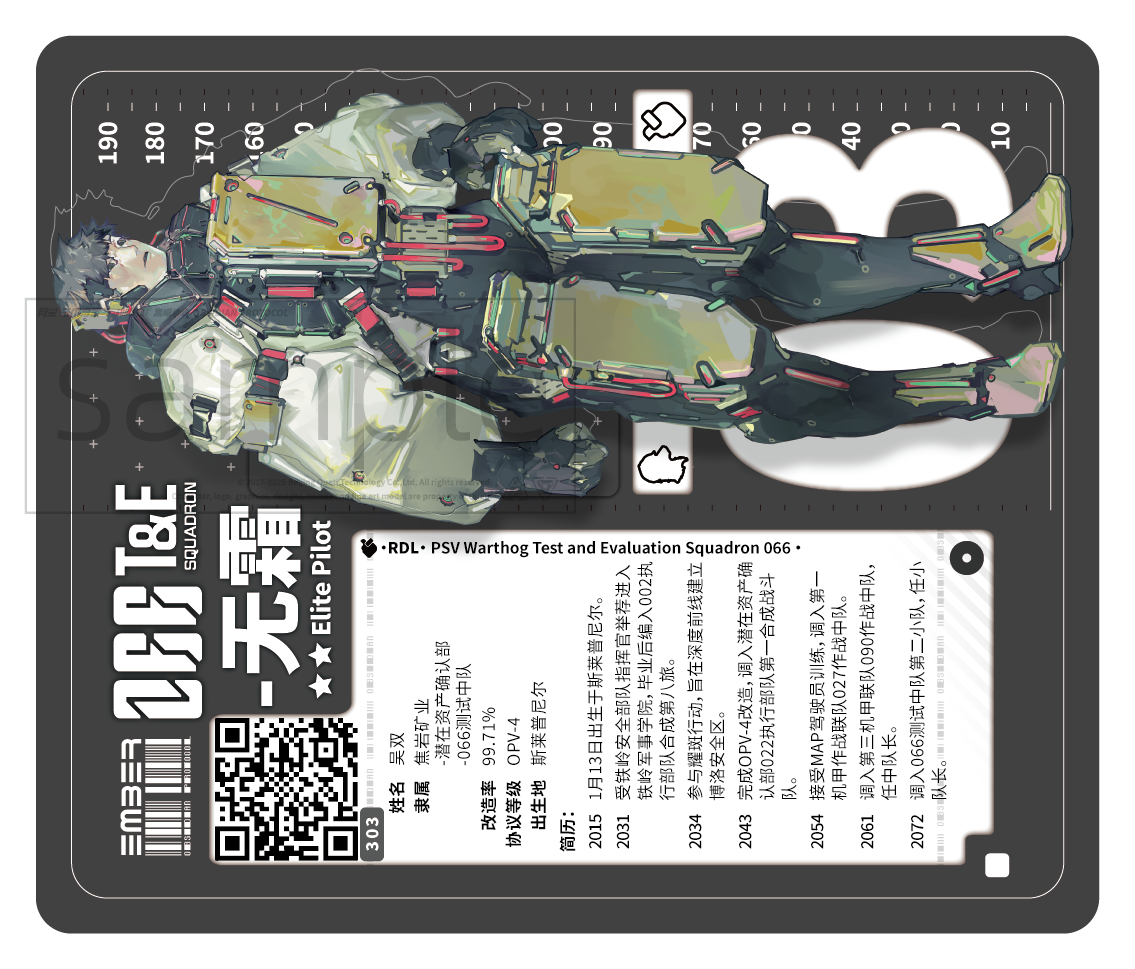 190
180
170
160
90
70
60
40
10
sample
T&E
SQUADRON
无霜
★★ Elite Pilot
EMBER
303
•RDL• PSV Warthog Test and Evaluation Squadron 066 •
姓名 吴双
隶属 焦岩矿业
-潜在资产确认部
-066测试中队
改造率 99.71%
协议等级 OPV-4
出生地 斯莱普尼尔
简历：
2015 1月13日出生于斯莱普尼尔。
2031 受铁岭安全部队指挥官举荐进入
铁岭军事学院，毕业后编入002执
行部队合成第八旅。
2034 参与耀斑行动，旨在深度前线建立
博洛安全区。
2043 完成OPV-4改造，调入潜在资产确
认部022执行部队第一合成战斗
队。
2054 接受MAP驾驶员训练，调入第一
机甲作战联队027作战中队。
2061 调入第三机甲联队090作战中队，
任中队长。
2072 调入066测试中队第二小队，任小
队长。